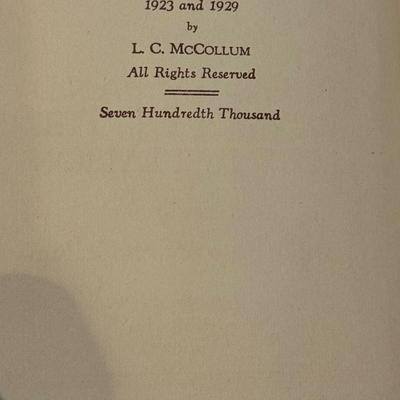 1923 and 1929
by
L. C. McCOLLUM
All Rights Reserved
Seven Hundredth Thousand